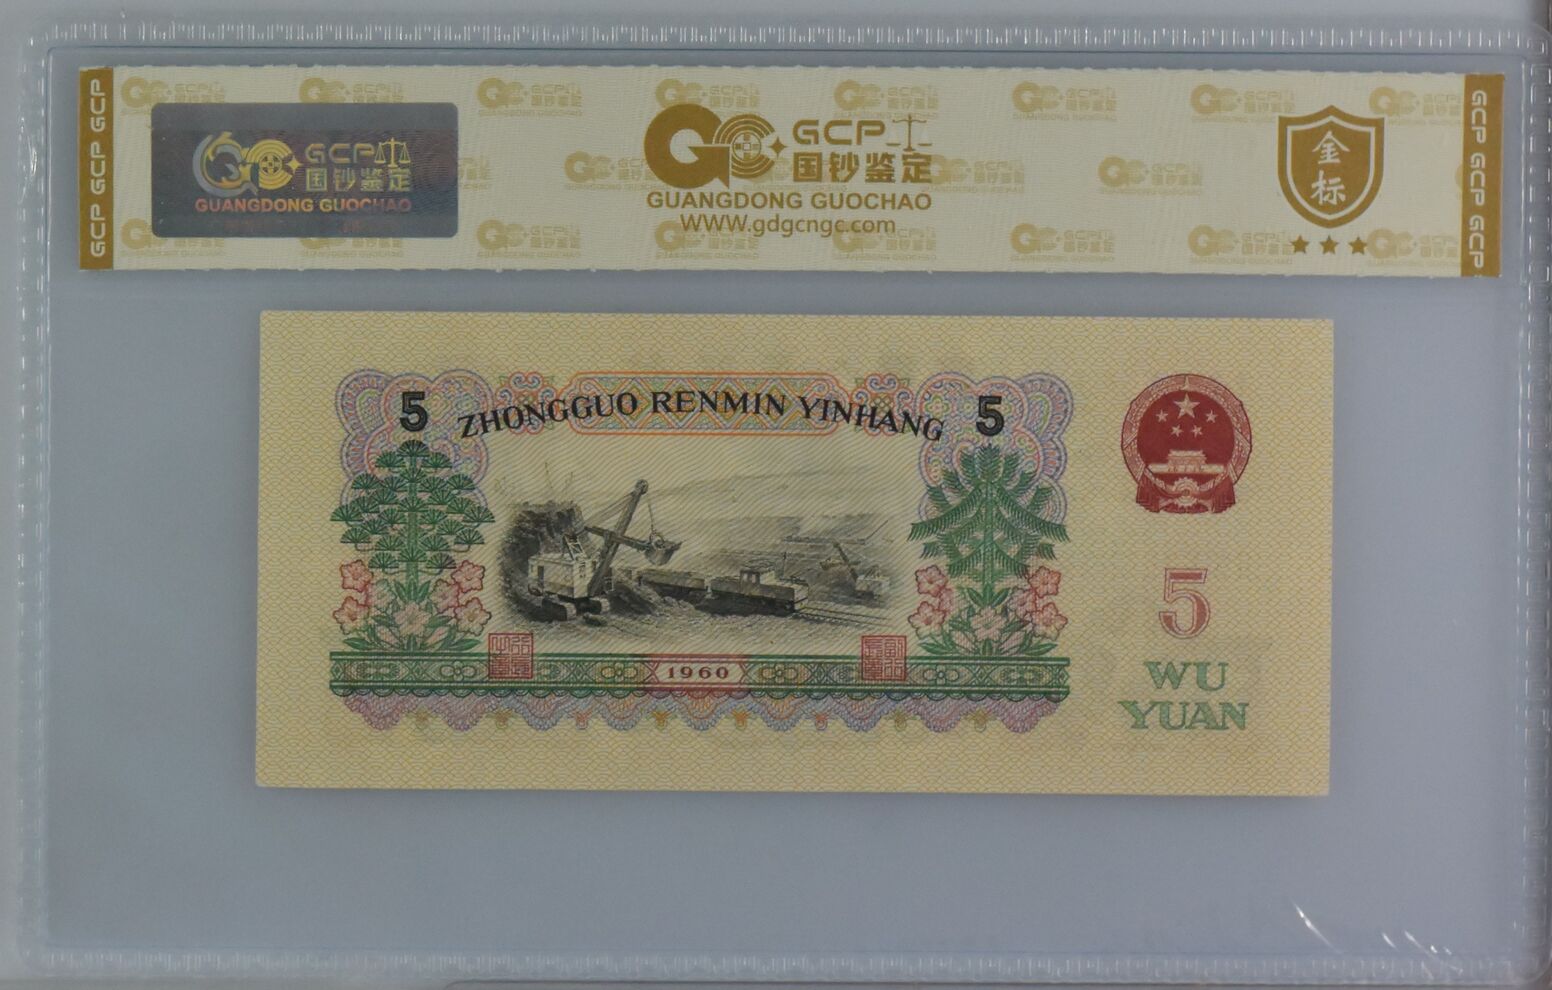 GCP GCP GCP
GCP
国钞鉴定
GUANGDONG GUOCHAO
GCP
国钞鉴定
GUANGDONG GUOCHAO
WWW.gdgcngc.com
金
标
GCP GCP GCP
5 ZHONGGUO RENMIN YINHANG 5
1960
5
WU
YUAN